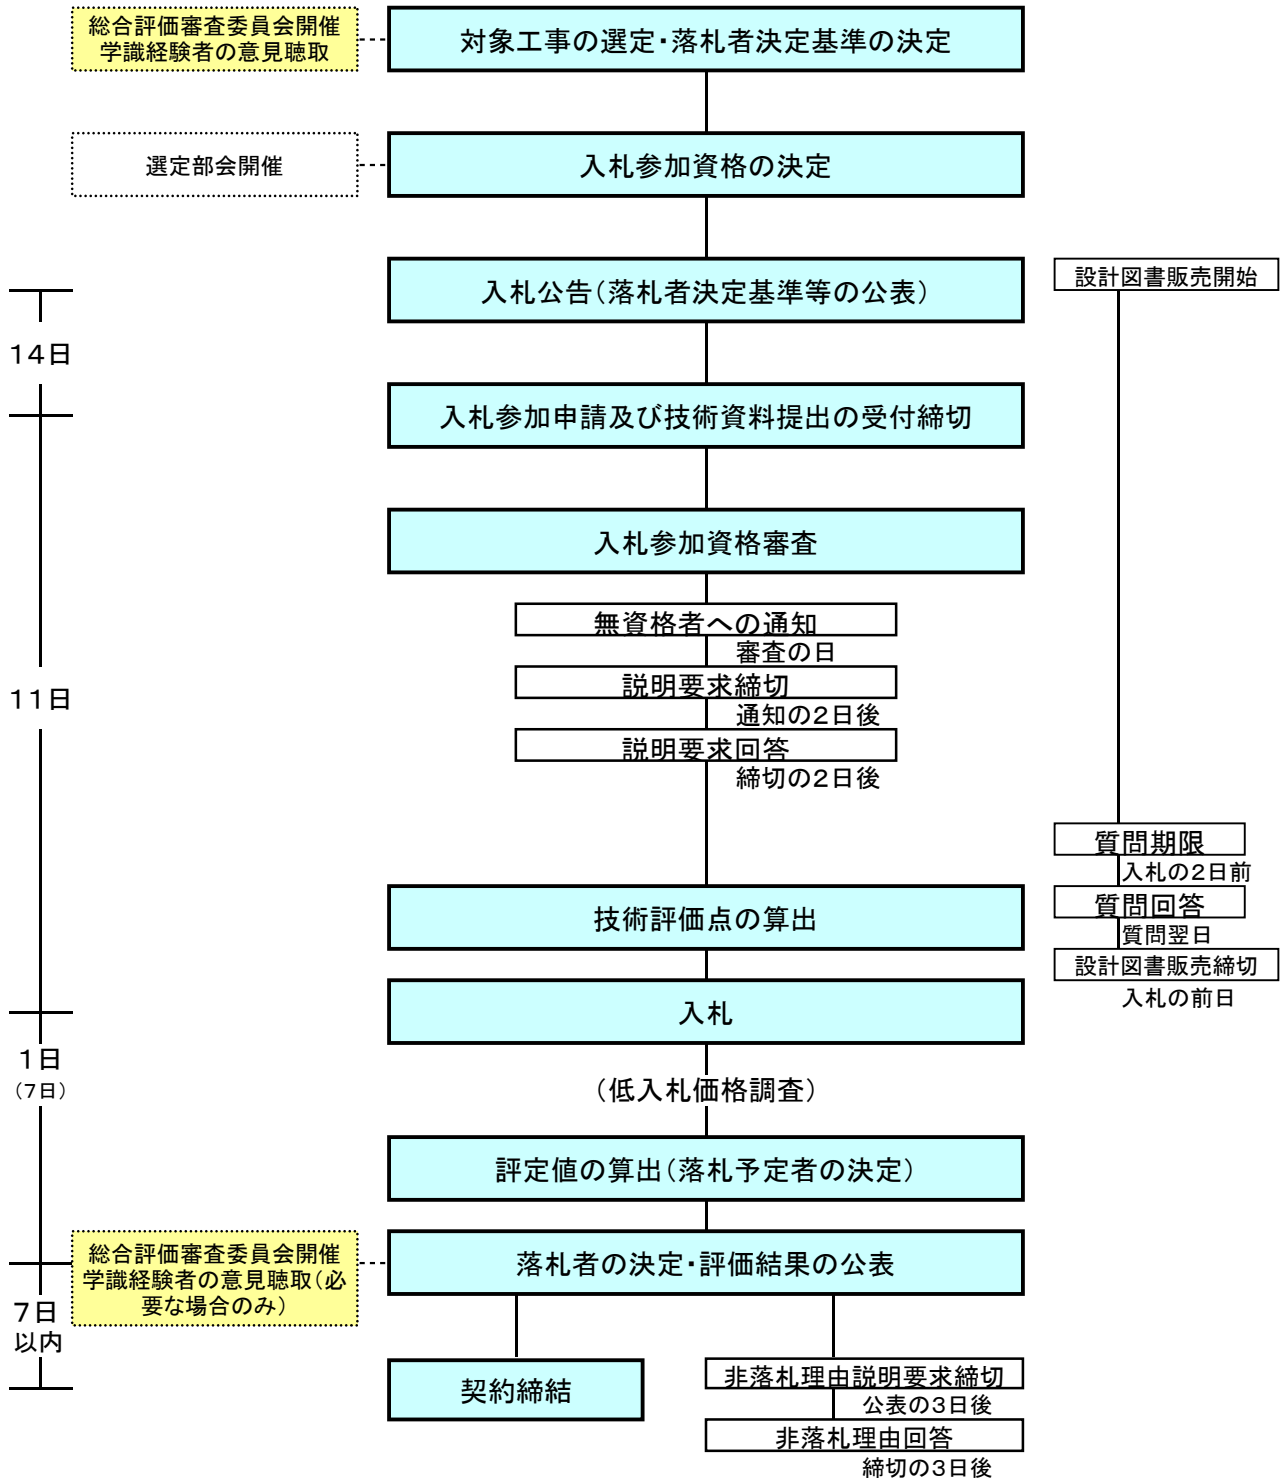 総合評価審査委員会開催
学識経験者の意見聴取
対象工事の選定・落札者決定基準の決定
選定部会開催
入札参加資格の決定
入札公告（落札者決定基準等の公表）
設計図書販売開始
14日
入札参加申請及び技術資料提出の受付締切
入札参加資格審査
無資格者への通知
審査の日
説明要求締切
通知の2日後
説明要求回答
締切の2日後
11日
質問期限
入札の2日前
質問回答
質問翌日
設計図書販売締切
入札の前日
技術評価点の算出
入札
1日
（7日）
（低入札価格調査）
評定値の算出（落札予定者の決定）
総合評価審査委員会開催
学識経験者の意見聴取（必
要な場合のみ）
落札者の決定・評価結果の公表
7日
以内
契約締結
非落札理由説明要求締切
公表の3日後
非落札理由回答
締切の3日後